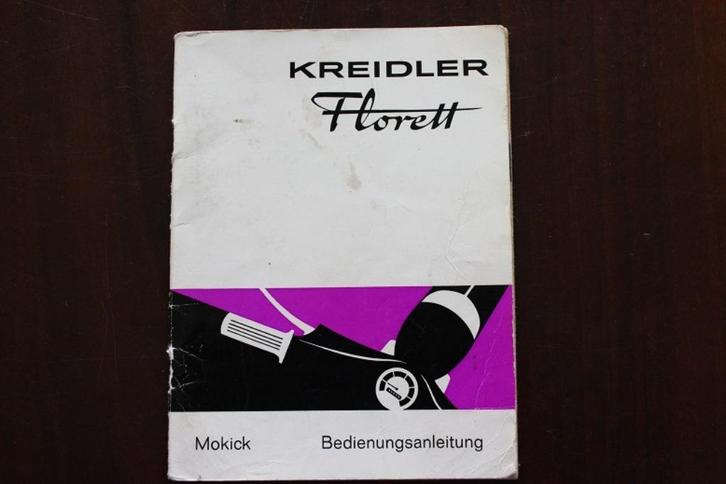 KREIDLER
Florett
Mokick Bedienungsanleitung